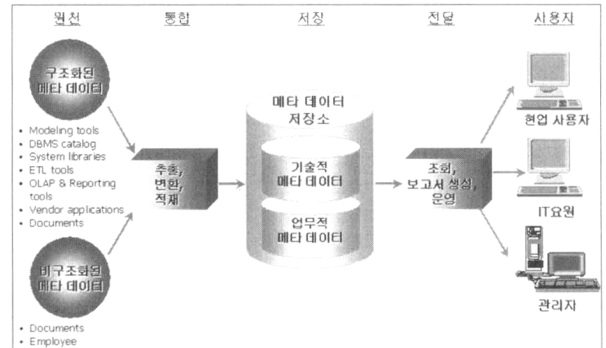 원천
통합
저장
전달
사용자
구조화된
메타 데이터
• Modeling tools
• DBMS catalog
• System libraries
• ETL tools
• OLAP & Reporting
tools
• Vendor applications
• Documents
비구조화된
메타 데이터
• Documents
• Employee
추출,
변환,
적재
메타 데이터
저장소
기술적
메타 데이터
업무적
메타 데이터
조회,
보고서 생성,
운영
현업 사용자
IT요원
관리자